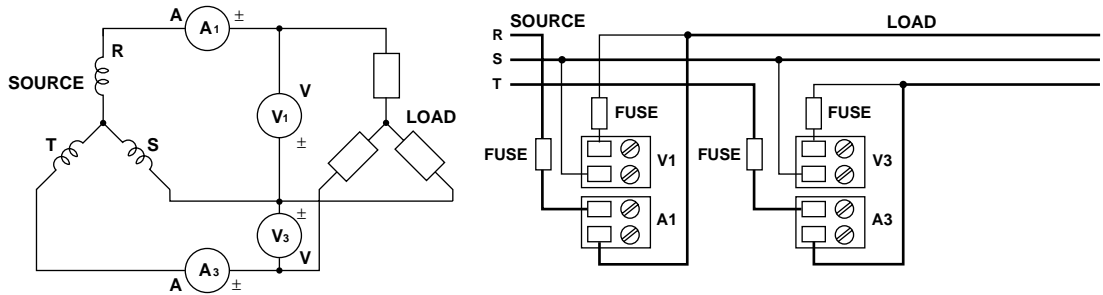 A A1 ±
R
SOURCE
V
V1
±
LOAD
T S
±
V3
V
A3
A ±
SOURCE LOAD
R
S
T
FUSE FUSE
FUSE V1 FUSE V3
A1 A3